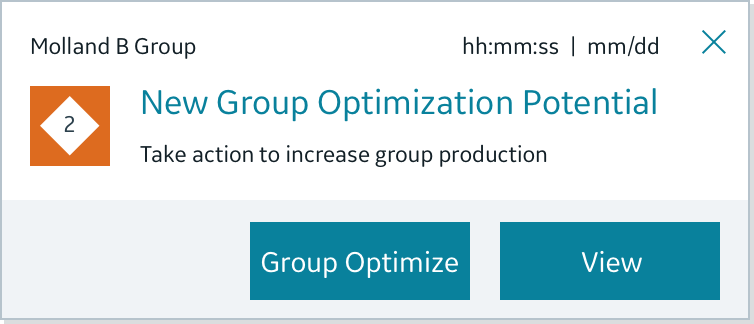 Molland B Group
hh:mm:ss | mm/dd
2
New Group Optimization Potential
Take action to increase group production
Group Optimize
View